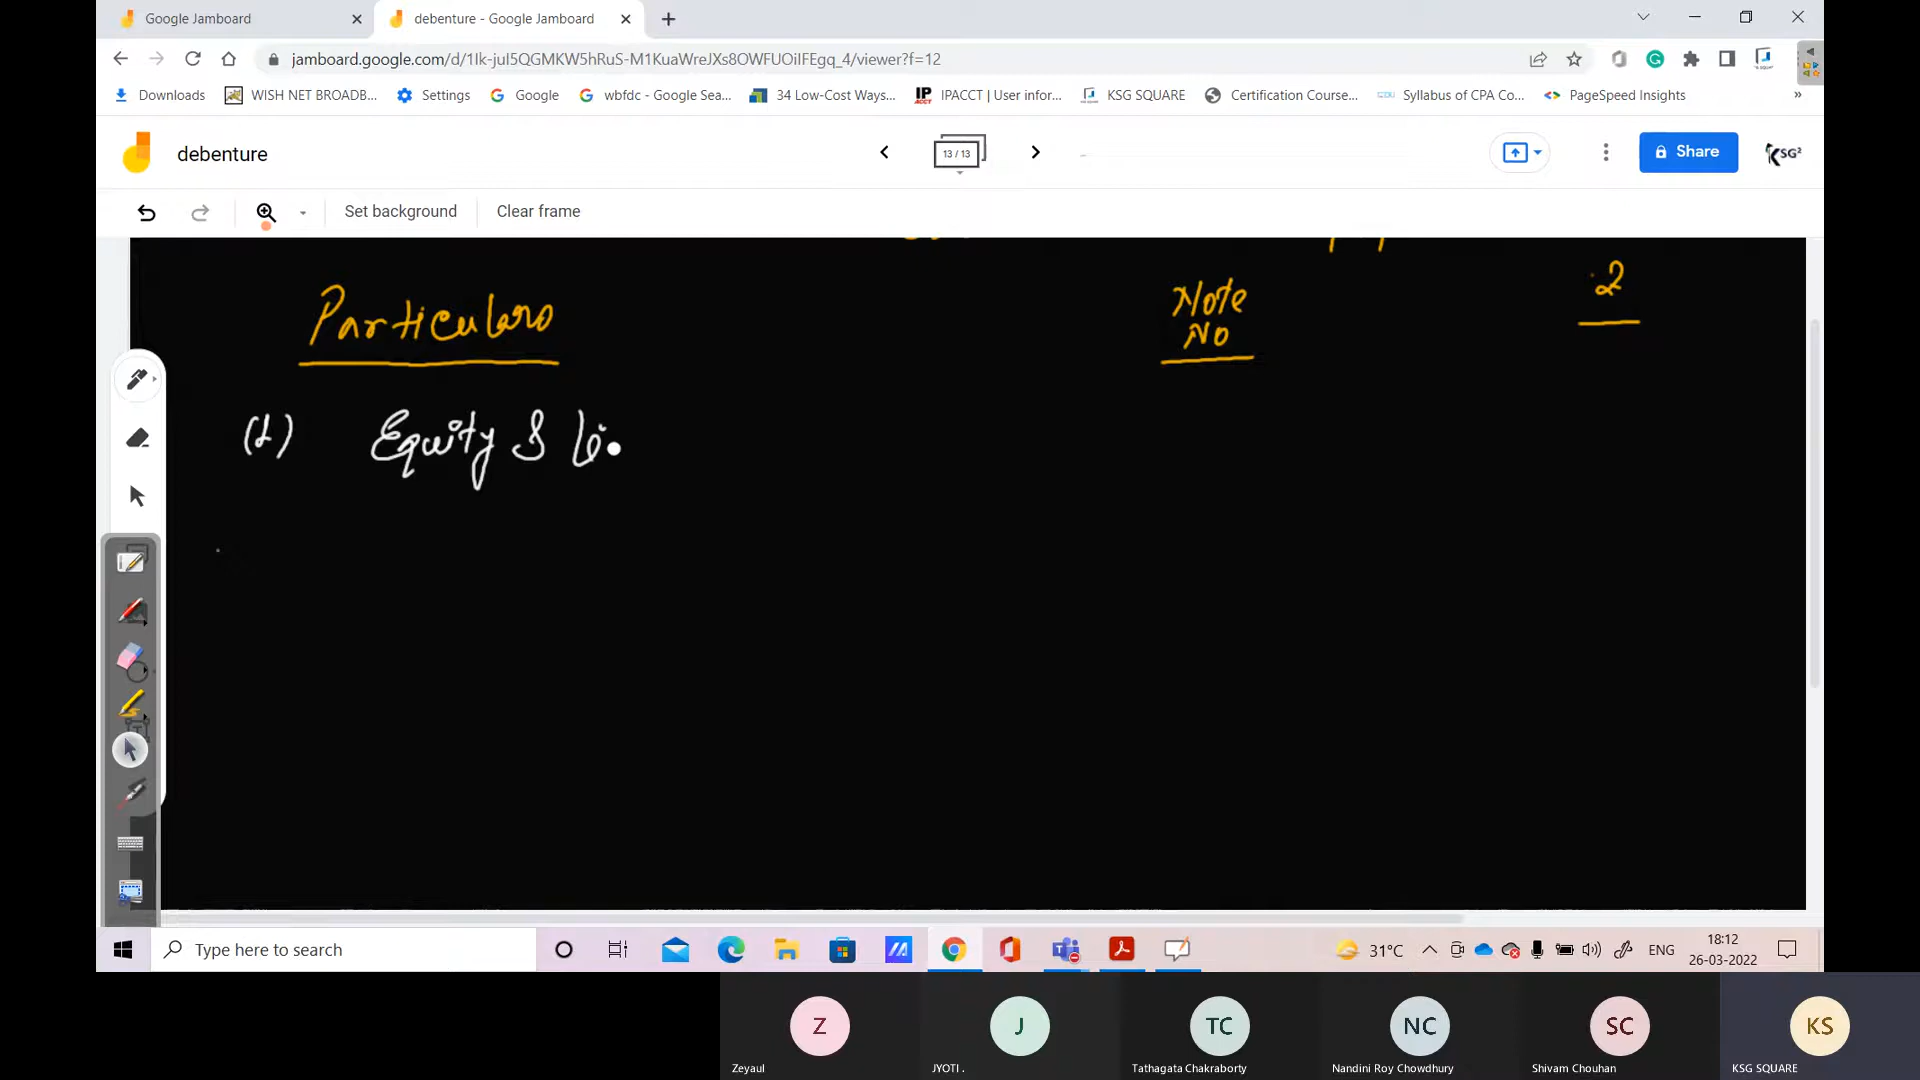 Google Jamboard
debenture - Google Jamboard
jamboard.google.com/d/1Ik-juI5QGMKW5hRuS-M1KuaWreJXs8OWFUOilFEgq_4/viewer?f=12
Downloads WISH NET BROADB... Settings Google wbfdc - Google Sea... 34 Low-Cost Ways... IPACCT | User infor... KSG SQUARE Certification Course... Syllabus of CPA Co... PageSpeed Insights »
debenture 13 / 13 Share KSG²
Set background Clear frame
Particulars Note
No
2
(1) Equity & Li
Type here to search 31°C ENG 18:12
26-03-2022
Z J TC NC SC KS
Zeyaul JYOTI . Tathagata Chakraborty Nandini Roy Chowdhury Shivam Chouhan KSG SQUARE